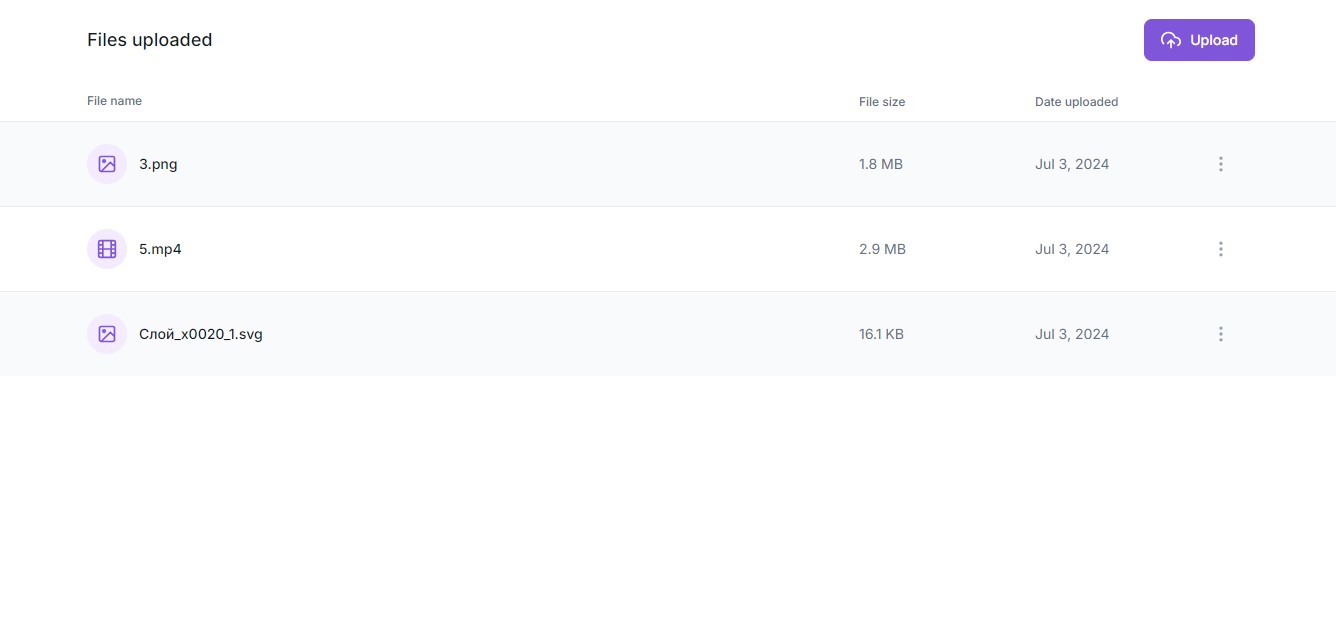 Files uploaded
Upload
File name File size Date uploaded
3.png 1.8 MB Jul 3, 2024
5.mp4 2.9 MB Jul 3, 2024
Слой_x0020_1.svg 16.1 KB Jul 3, 2024